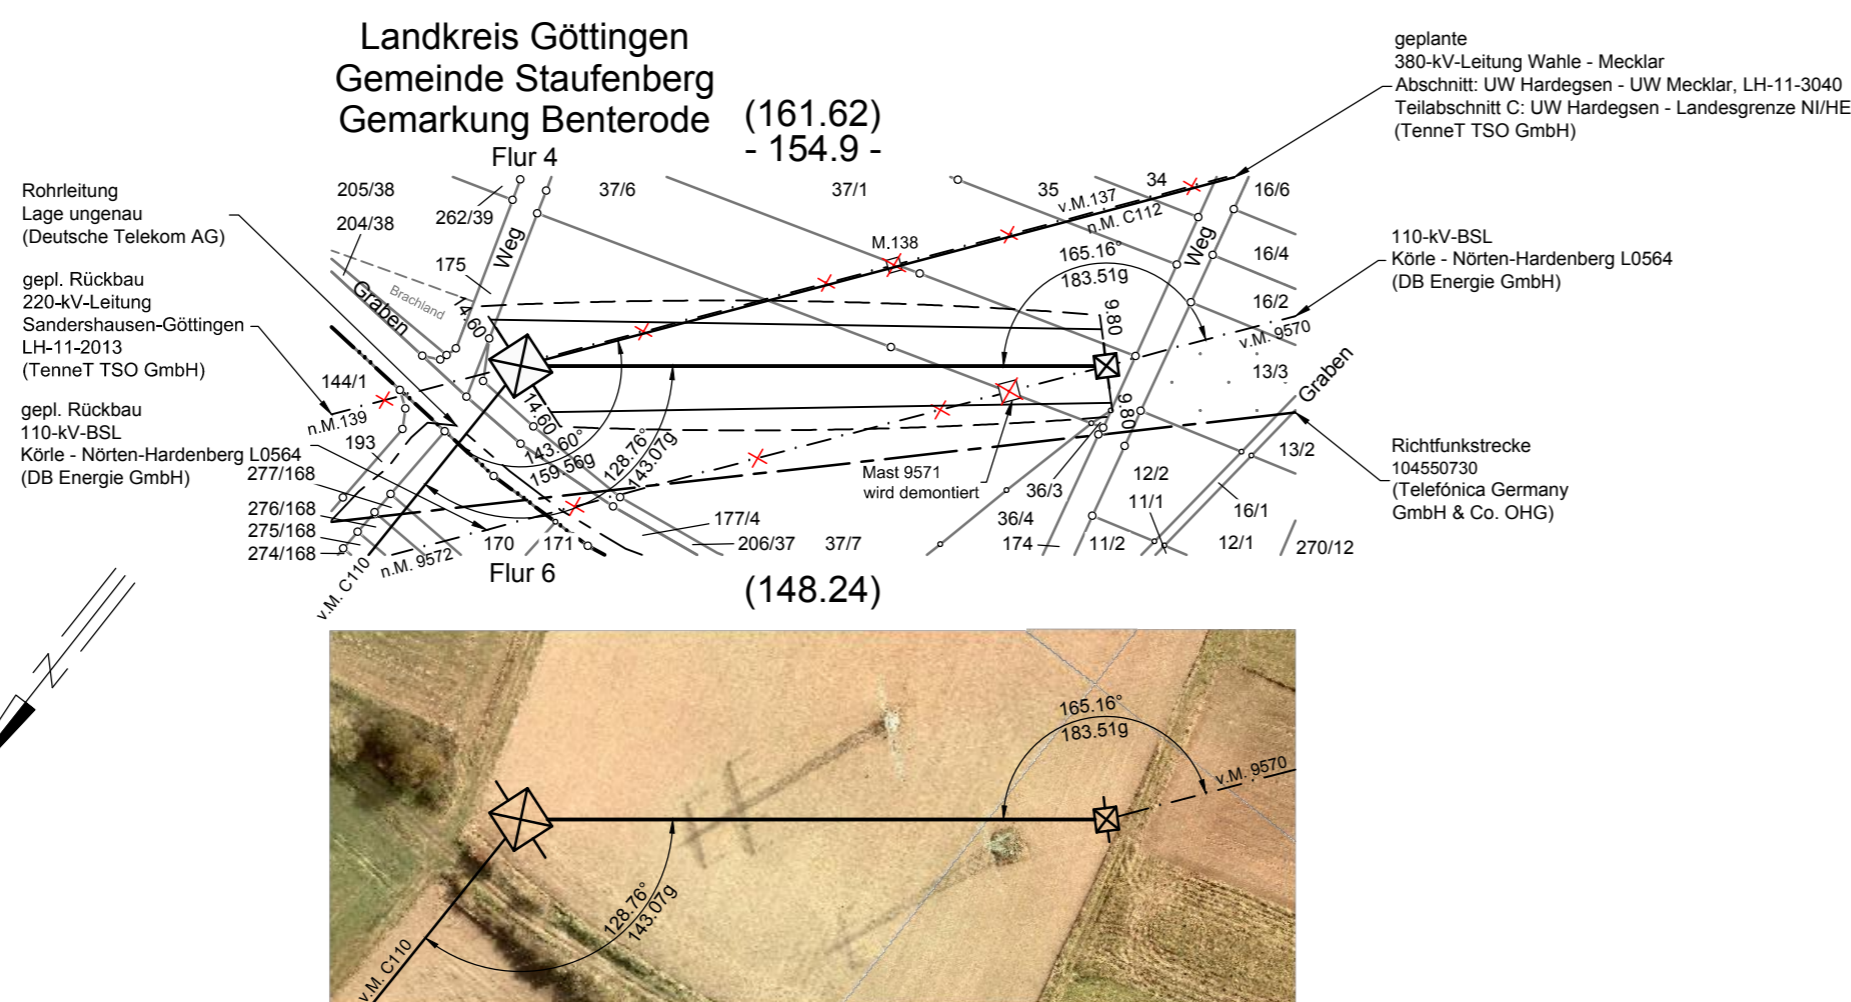 Landkreis Göttingen
Gemeinde Staufenberg
Gemarkung Benterode
(161.62)
- 154.9 -
Flur 4
geplante
380-kV-Leitung Wahle - Mecklar
Abschnitt: UW Hardegsen - UW Mecklar, LH-11-3040
Teilabschnitt C: UW Hardegsen - Landesgrenze NI/HE
(TenneT TSO GmbH)
Rohrleitung
Lage ungenau
(Deutsche Telekom AG)
gepl. Rückbau
220-kV-Leitung
Sandershausen-Göttingen
LH-11-2013
(TenneT TSO GmbH)
gepl. Rückbau
110-kV-BSL
Körle - Nörten-Hardenberg L0564
(DB Energie GmbH)
110-kV-BSL
Körle - Nörten-Hardenberg L0564
(DB Energie GmbH)
Richtfunkstrecke
104550730
(Telefónica Germany
GmbH & Co. OHG)
205/38
204/38
262/39
37/6
37/1
35
34
16/6
16/4
16/2
13/3
13/2
175
Weg
Weg
Graben
Graben
Brachland
v.M.137
n.M. C112
M.138
165.16°
183.51g
v.M. 9570
14.60
14.60
9.80
9.80
143.60°
159.56g
128.76°
143.07g
144/1
n.M.139
193
277/168
276/168
275/168
274/168
v.M. C110
n.M. 9572
170
171
Flur 6
177/4
206/37
37/7
Mast 9571
wird demontiert
36/3
36/4
174
12/2
11/1
11/2
16/1
12/1
270/12
(148.24)
N
165.16°
183.51g
v.M. 9570
128.76°
143.07g
v.M. C110